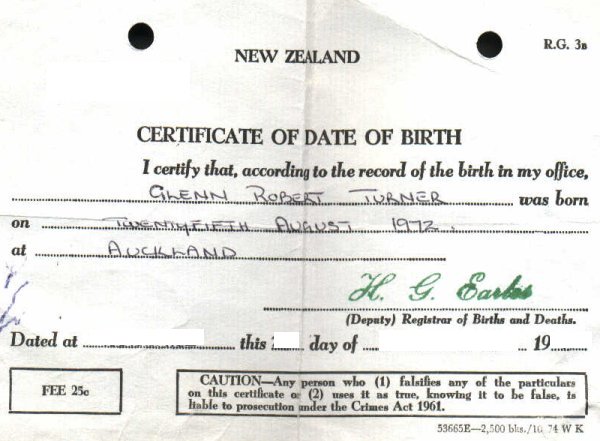 NEW ZEALAND
R.G. 3B
CERTIFICATE OF DATE OF BIRTH
I certify that, according to the record of the birth in my office,
GLENN ROBERT TURNER was born
on TWENTYFIFTH AUGUST 1972.
at AUCKLAND
H. G. Earles
(Deputy) Registrar of Births and Deaths.
Dated at this day of 19
FEE 25c
CAUTION—Any person who (1) falsifies any of the particulars
on this certificate or (2) uses it as true, knowing it to be false, is
liable to prosecution under the Crimes Act 1961.
53665E—2,500 bks./10/74 W K